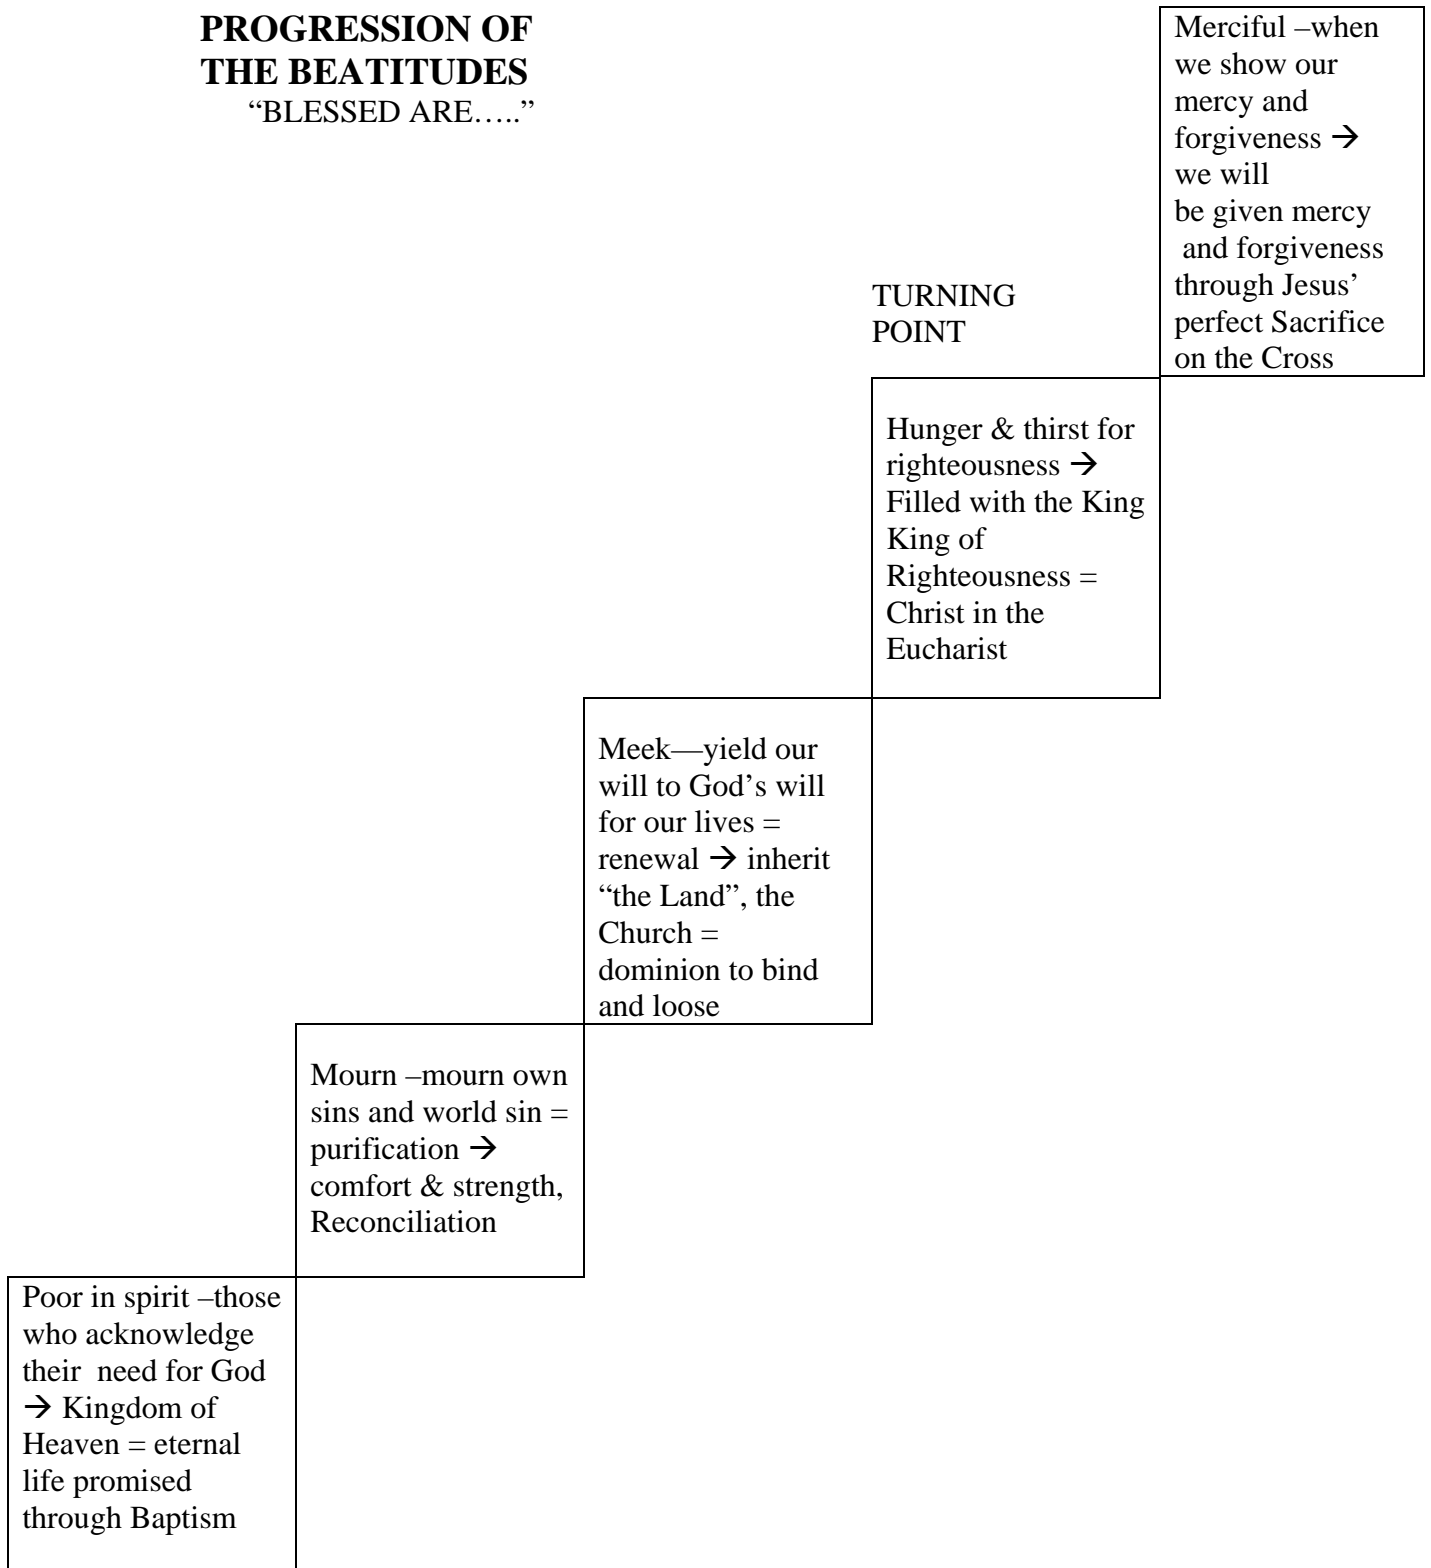 PROGRESSION OF
THE BEATITUDES
“BLESSED ARE…..”
Merciful –when
we show our
mercy and
forgiveness →
we will
be given mercy
and forgiveness
through Jesus’
perfect Sacrifice
on the Cross
TURNING
POINT
Hunger & thirst for
righteousness →
Filled with the King
King of
Righteousness =
Christ in the
Eucharist
Meek—yield our
will to God’s will
for our lives =
renewal → inherit
“the Land”, the
Church =
dominion to bind
and loose
Mourn –mourn own
sins and world sin =
purification →
comfort & strength,
Reconciliation
Poor in spirit –those
who acknowledge
their  need for God
→ Kingdom of
Heaven = eternal
life promised
through Baptism